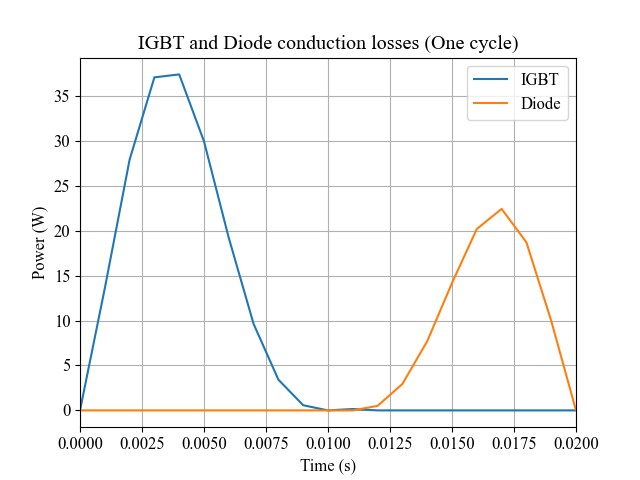 IGBT and Diode conduction losses (One cycle)
IGBT
Diode
Power (W)
35
30
25
20
15
10
5
0
0.0000 0.0025 0.0050 0.0075 0.0100 0.0125 0.0150 0.0175 0.0200
Time (s)